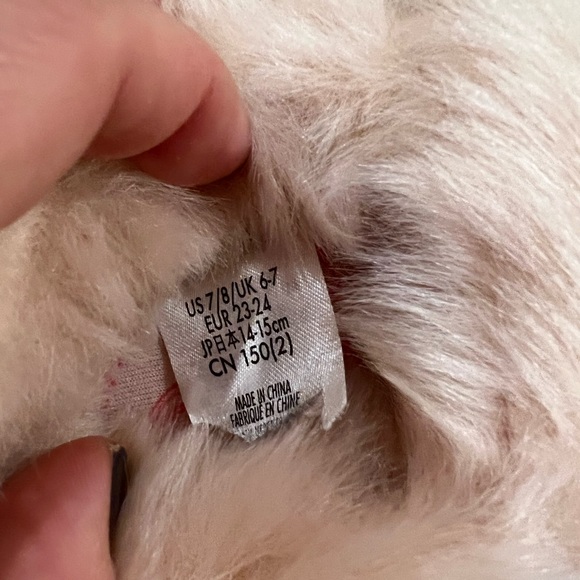 US 7/8/UK 6-7
EUR 23-24
JP日本14-15cm
CN 150(2)
MADE IN CHINA
FABRIQUE EN CHINE